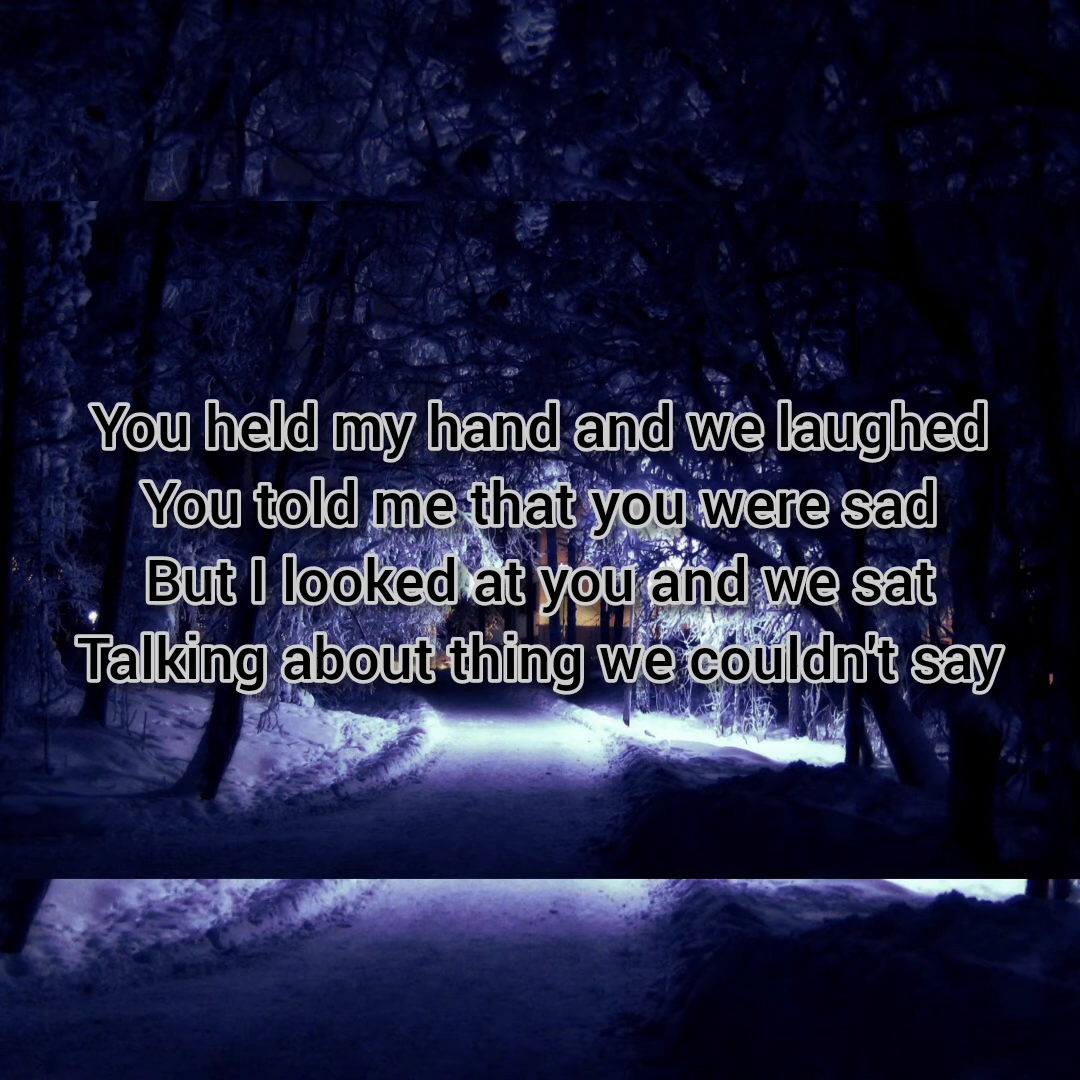 You held my hand and we laughed
You told me that you were sad
But I looked at you and we sat
Talking about thing we couldn't say